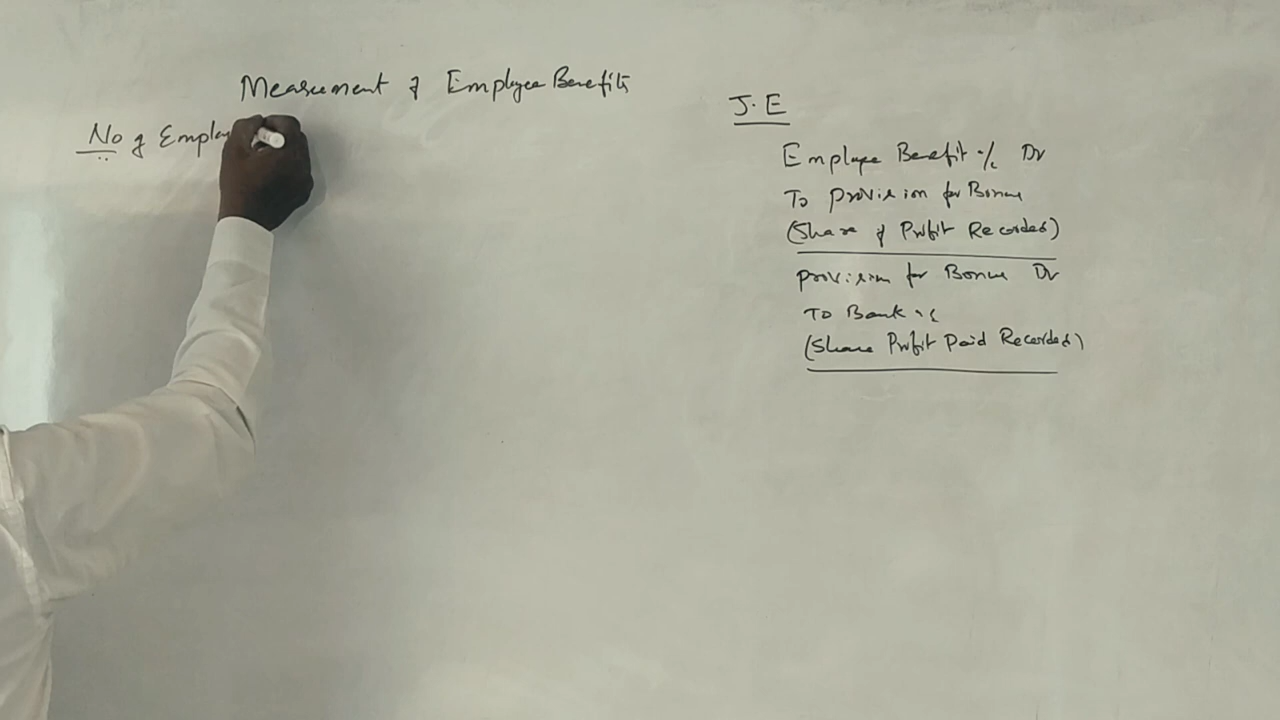 Measurement of Employee Benefits
No of Emplo
J.E
Employee Benefit a/c Dr
To Provision for Bonus
(Share of Profit Recorded)
Provision for Bonus Dr
To Bank a/c
(Share Profit Paid Recorded)